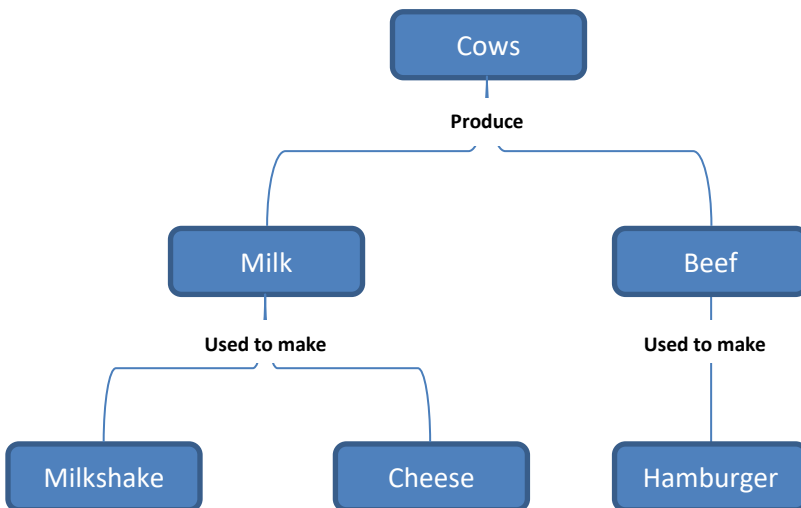 Cows
Produce
Milk
Beef
Used to make
Used to make
Milkshake
Cheese
Hamburger